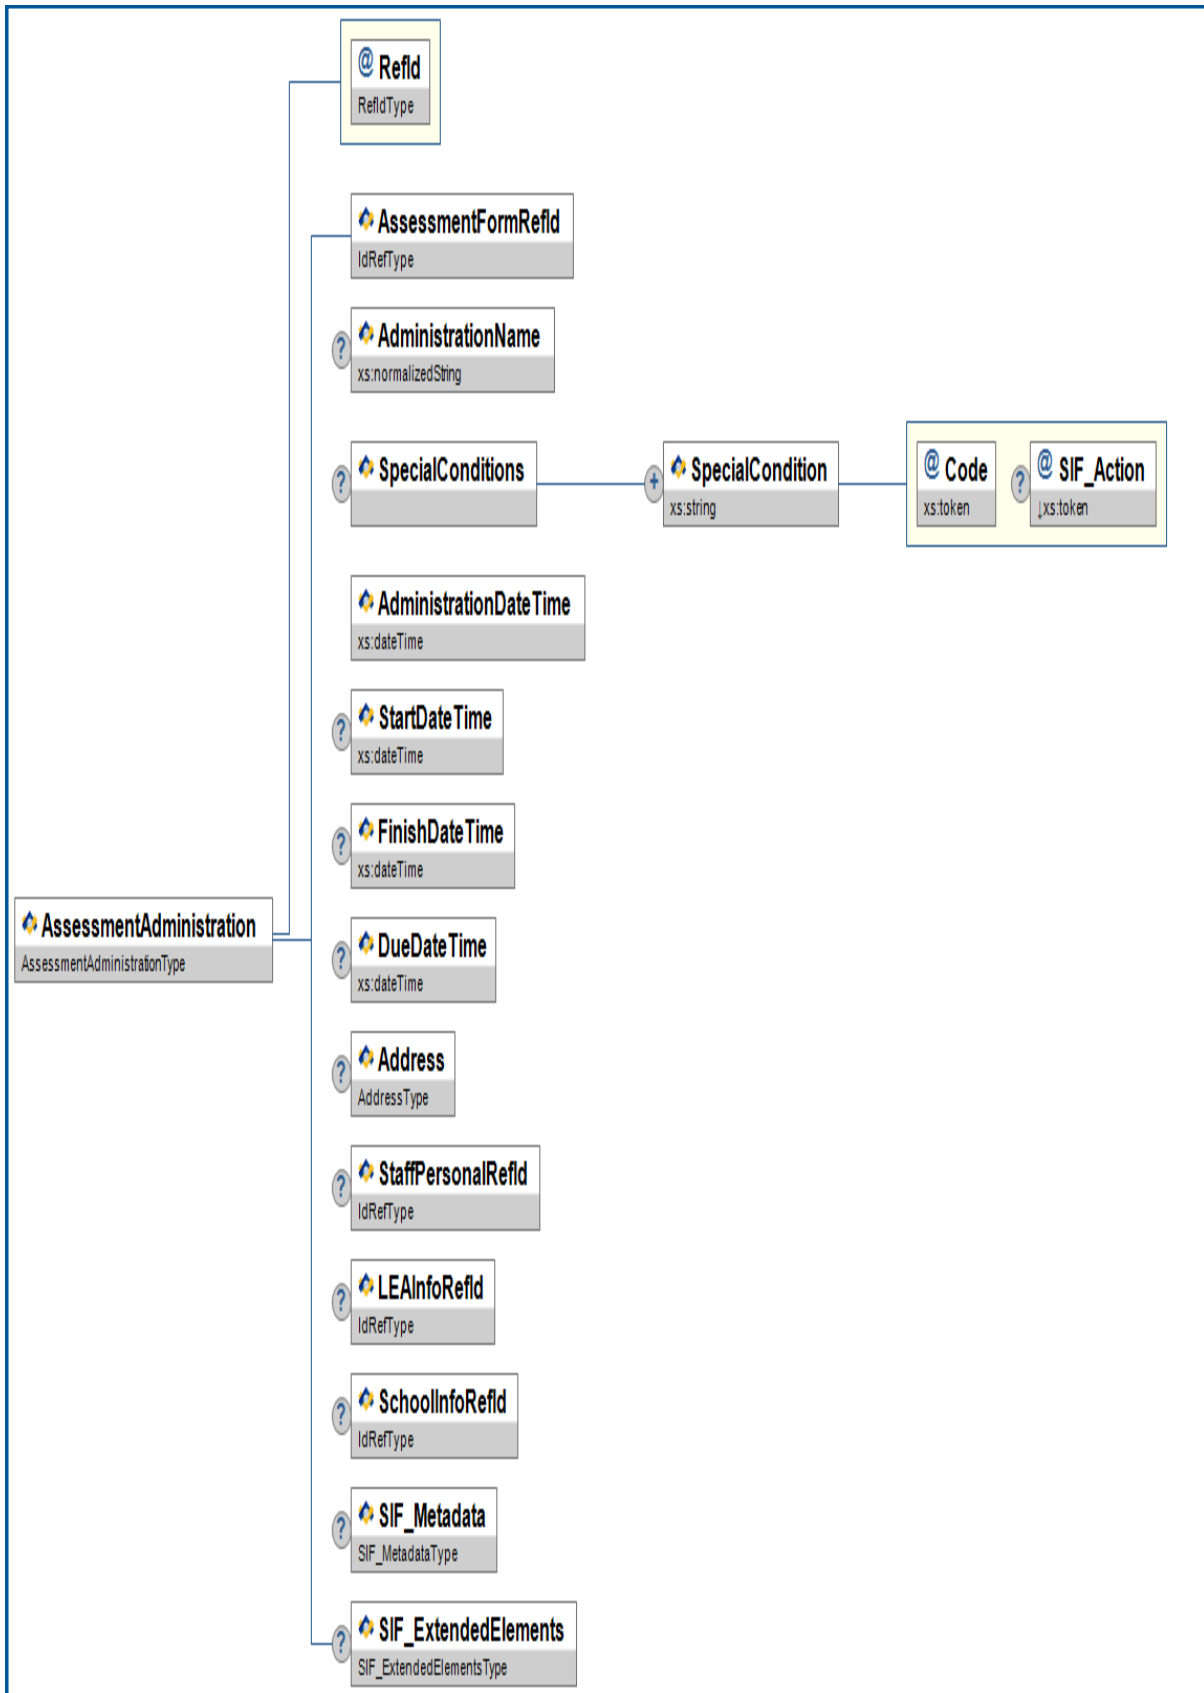 @ RefId
RefIdType
AssessmentFormRefId
IdRefType
? AdministrationName
xs:normalizedString
? SpecialConditions
+ SpecialCondition
xs:string
@ Code
xs:token
? @ SIF_Action
↓xs:token
AdministrationDateTime
xs:dateTime
? StartDateTime
xs:dateTime
? FinishDateTime
xs:dateTime
AssessmentAdministration
AssessmentAdministrationType
? DueDateTime
xs:dateTime
? Address
AddressType
? StaffPersonalRefId
IdRefType
? LEAInfoRefId
IdRefType
? SchoolInfoRefId
IdRefType
? SIF_Metadata
SIF_MetadataType
? SIF_ExtendedElements
SIF_ExtendedElementsType